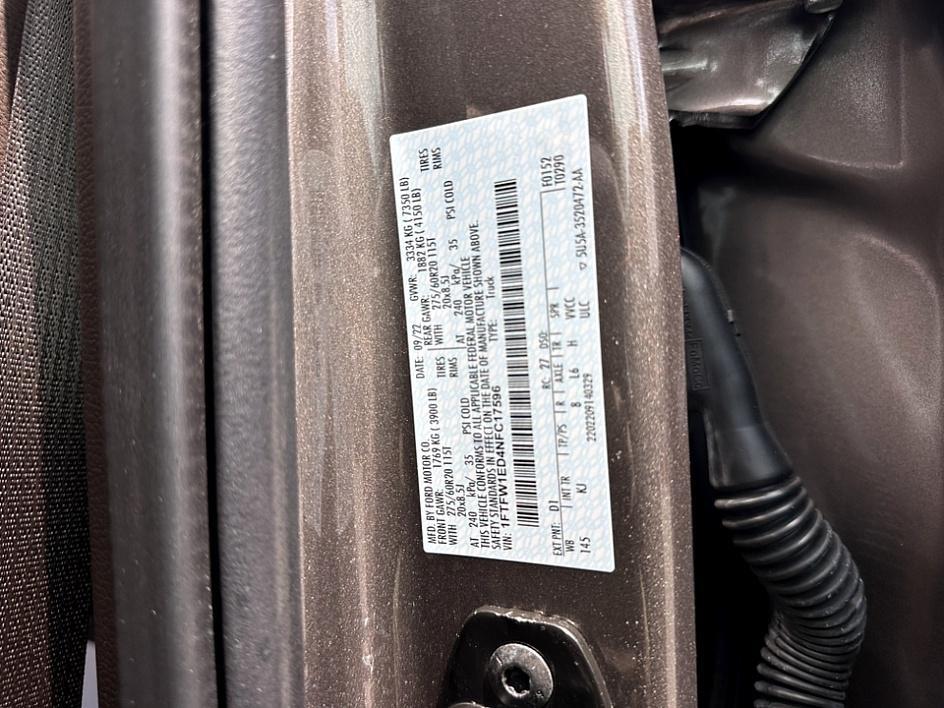 MFD. BY FORD MOTOR CO.
DATE: 09/22 GVWR: 3334 KG ( 7350 LB)
FRONT GAWR: 1769 KG ( 3900 LB) REAR GAWR: 1882 KG ( 4150 LB)
WITH 275/60R20 115T TIRES WITH 275/60R20 115T TIRES
20x8.5J RIMS 20x8.5J RIMS
AT 240 kPa/ 35 PSI COLD AT 240 kPa/ 35 PSI COLD
THIS VEHICLE CONFORMS TO ALL APPLICABLE FEDERAL MOTOR VEHICLE
SAFETY STANDARDS IN EFFECT ON THE DATE OF MANUFACTURE SHOWN ABOVE.
VIN: 1FTFW1ED4NFC17596 TYPE: Truck
EXT PNT: D1 RC: 27 DSO: F0152
WB INT TR TP/PS R AXLE TR SPR T0290
145 KJ B L6 H VVCC
2202209140329 ULC ▽ 5U5A-3520472-AA
FoMoCo